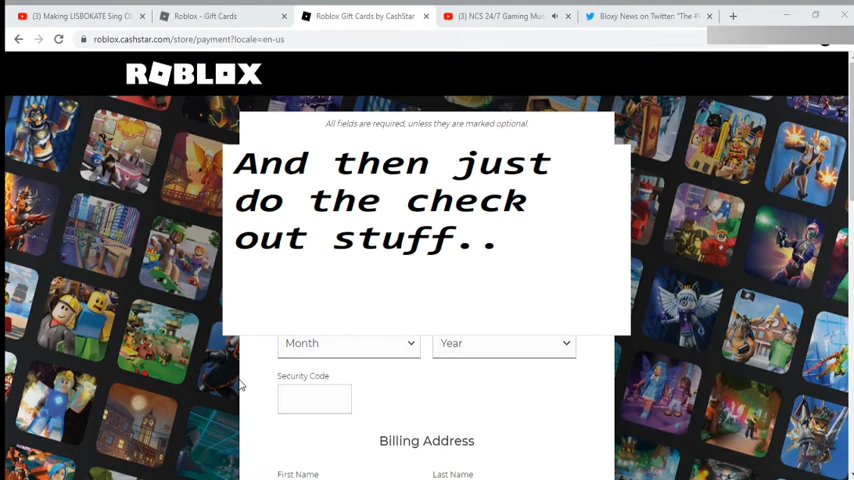 (3) Making LISBOKATE Sing O
Roblox - Gift Cards
Roblox Gift Cards by CashStar
(3) NCS 24/7 Gaming Mus
Bloxy News on Twitter: "The #
roblox.cashstar.com/store/payment?locale=en-us
ROBLOX
All fields are required, unless they are marked optional.
And then just
do the check
out stuff..
Month
Year
Security Code
Billing Address
First Name
Last Name